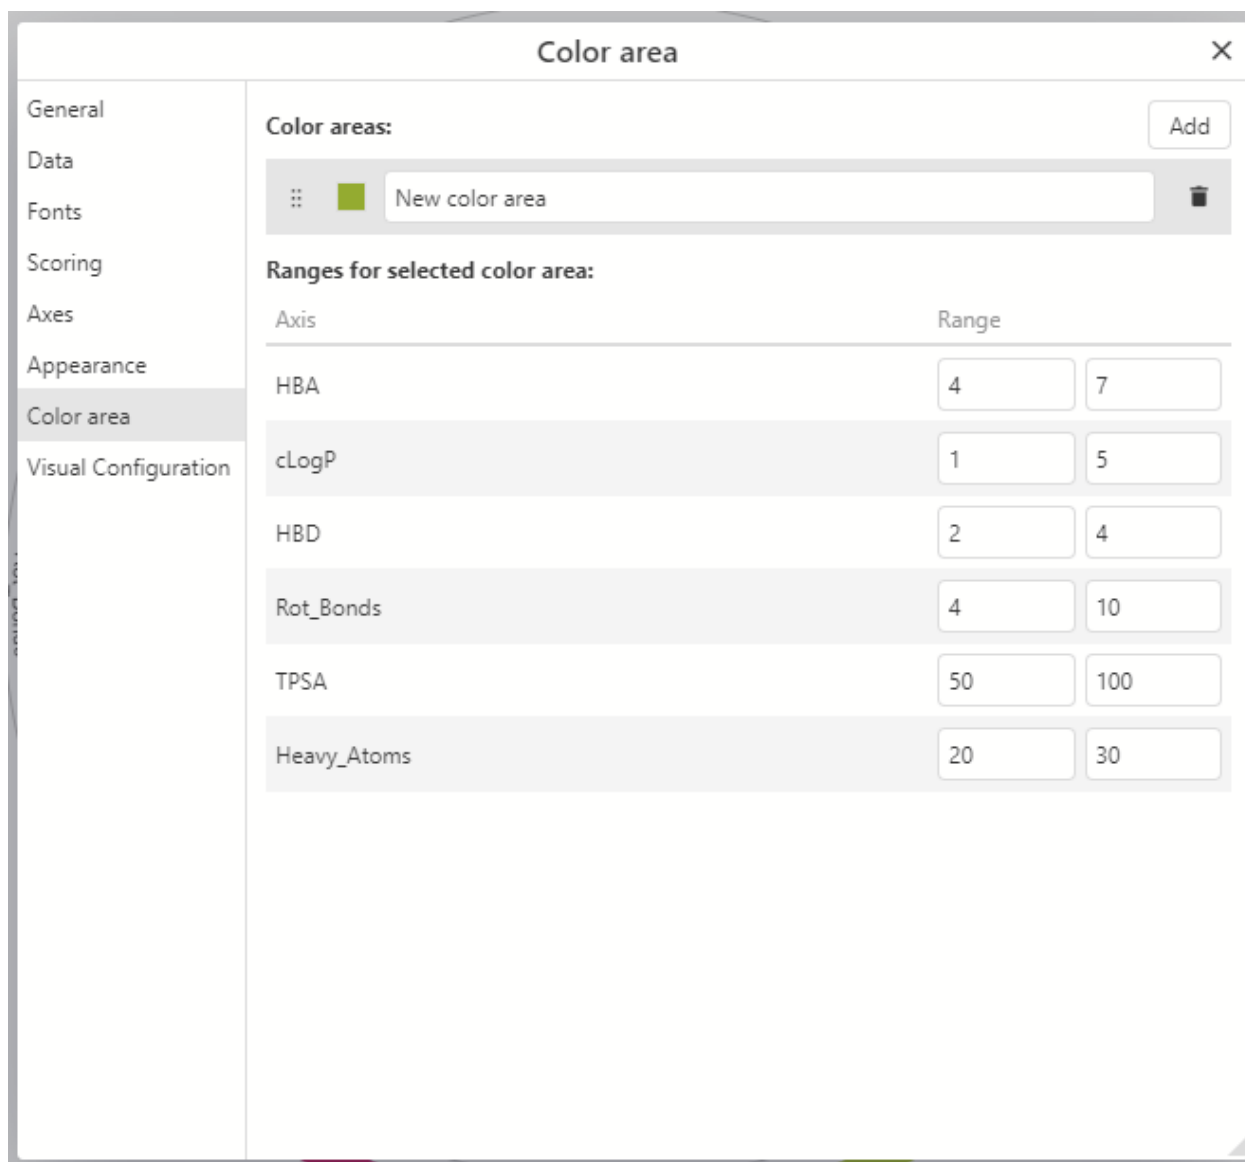 Color area
General
Data
Fonts
Scoring
Axes
Appearance
Color area
Visual Configuration
Color areas:
Add
New color area
Ranges for selected color area:
Axis Range
HBA 4 7
cLogP 1 5
HBD 2 4
Rot_Bonds 4 10
TPSA 50 100
Heavy_Atoms 20 30